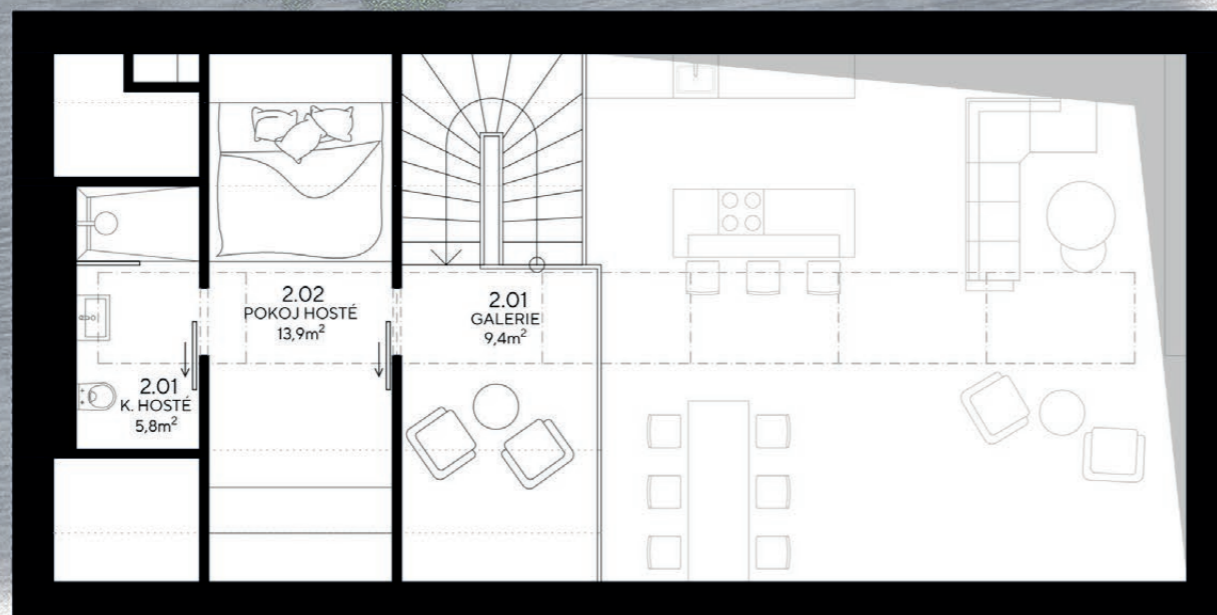 2.02
POKOJ HOSTÉ
13,9m²
2.01
GALERIE
9,4m²
2.01
K. HOSTÉ
5,8m²